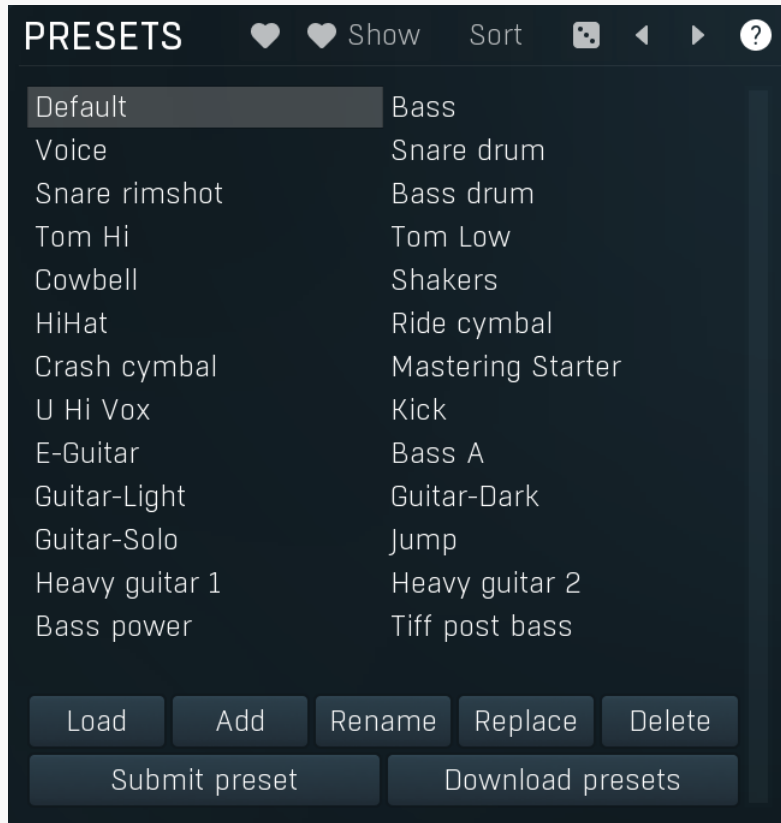 PRESETS Show Sort ?
Default Bass
Voice Snare drum
Snare rimshot Bass drum
Tom Hi Tom Low
Cowbell Shakers
HiHat Ride cymbal
Crash cymbal Mastering Starter
U Hi Vox Kick
E-Guitar Bass A
Guitar-Light Guitar-Dark
Guitar-Solo Jump
Heavy guitar 1 Heavy guitar 2
Bass power Tiff post bass
Load Add Rename Replace Delete
Submit preset Download presets